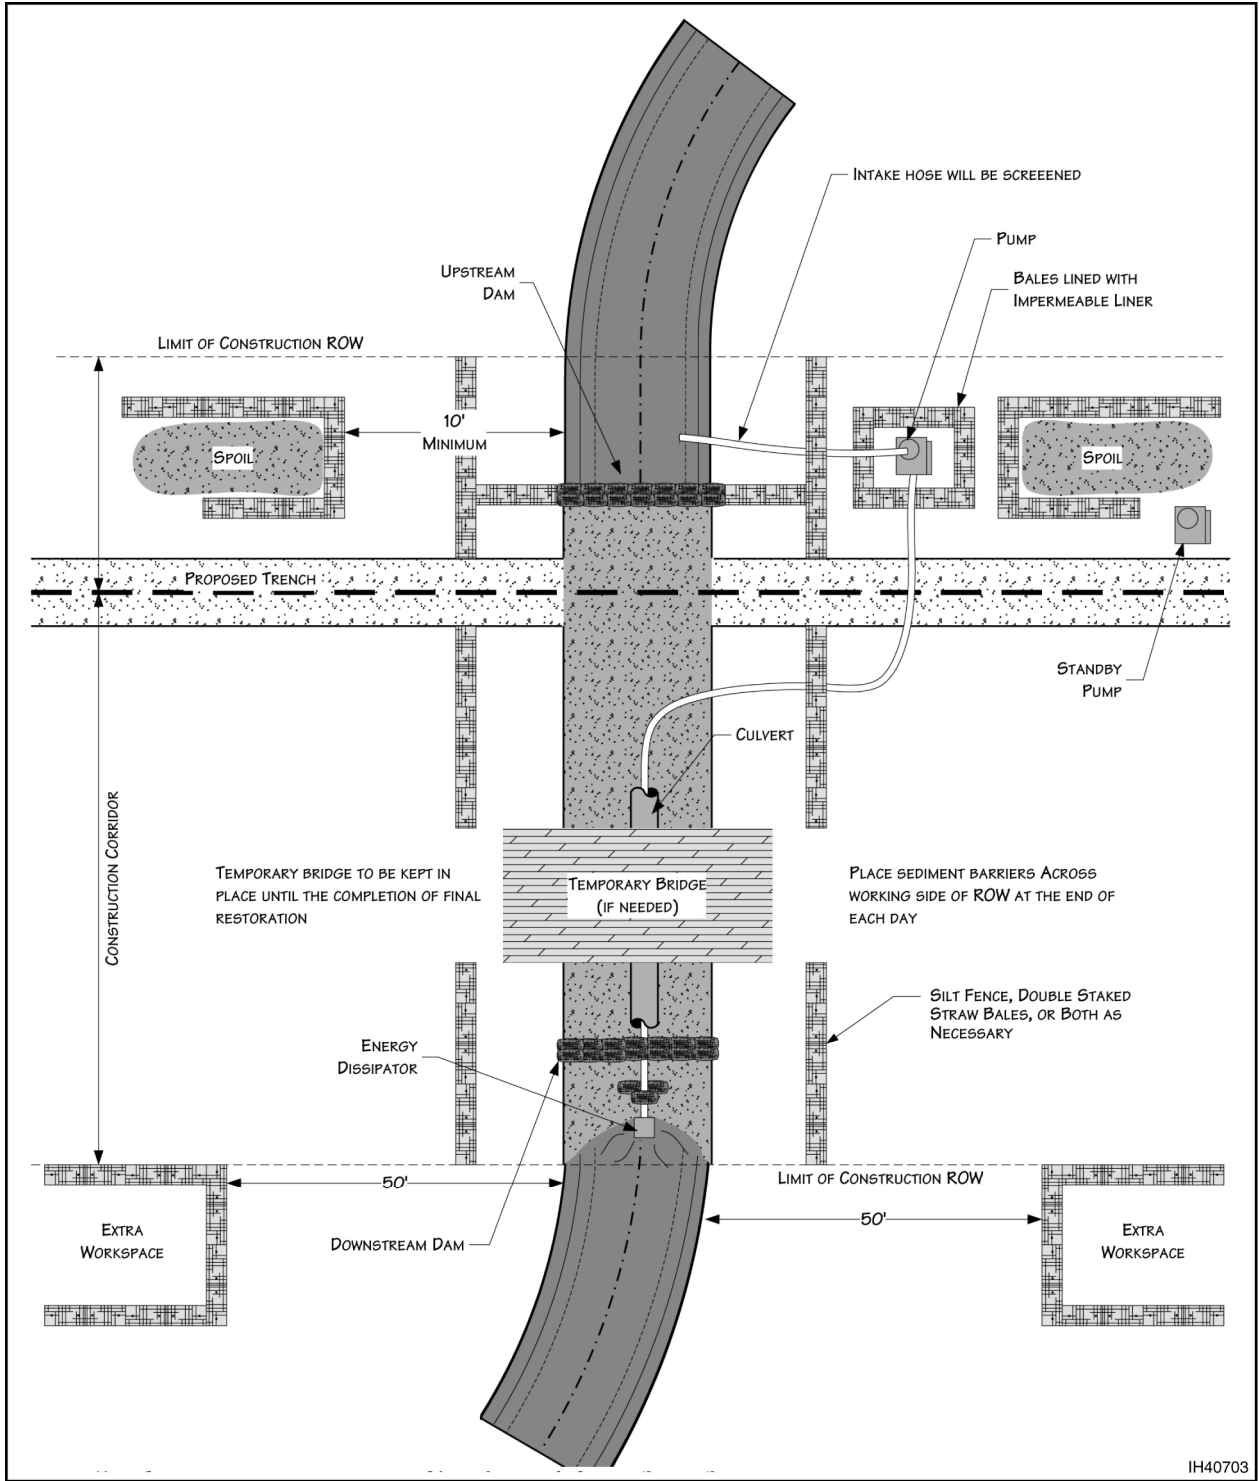 INTAKE HOSE WILL BE SCREEENED
PUMP
UPSTREAM
DAM
BALES LINED WITH
IMPERMEABLE LINER
LIMIT OF CONSTRUCTION ROW
10'
MINIMUM
SPOIL
SPOIL
PROPOSED TRENCH
STANDBY
PUMP
CULVERT
CONSTRUCTION CORRIDOR
TEMPORARY BRIDGE TO BE KEPT IN
PLACE UNTIL THE COMPLETION OF FINAL
RESTORATION
TEMPORARY BRIDGE
(IF NEEDED)
PLACE SEDIMENT BARRIERS ACROSS
WORKING SIDE OF ROW AT THE END OF
EACH DAY
SILT FENCE, DOUBLE STAKED
STRAW BALES, OR BOTH AS
NECESSARY
ENERGY
DISSIPATOR
50'
LIMIT OF CONSTRUCTION ROW
50'
EXTRA
WORKSPACE
DOWNSTREAM DAM
EXTRA
WORKSPACE
IH40703